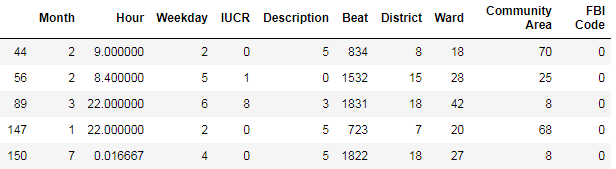 Month Hour Weekday IUCR Description Beat District Ward Community Area FBI Code
44 2 9.000000 2 0 5 834 8 18 70 0
56 2 8.400000 5 1 0 1532 15 28 25 0
89 3 22.000000 6 8 3 1831 18 42 8 0
147 1 22.000000 2 0 5 723 7 20 68 0
150 7 0.016667 4 0 5 1822 18 27 8 0